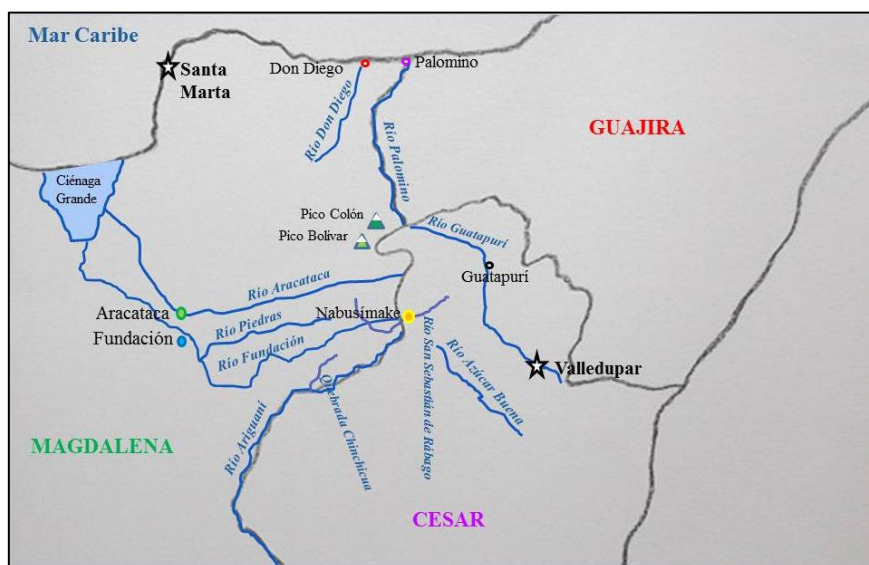 Mar Caribe
Santa
Marta
Don Diego
Palomino
Río Don Diego
Río Palomino
GUAJIRA
Ciénaga
Grande
Pico Colón
Pico Bolívar
Río Guatapurí
Guatapurí
Río Aracataca
Aracataca
Nabusímake
Río Piedras
Fundación
Río Fundación
Río San Sebastián de Rábago
Río Azúcar Buena
Valledupar
Quebrada Chinchicua
Río Ariguaní
MAGDALENA
CESAR